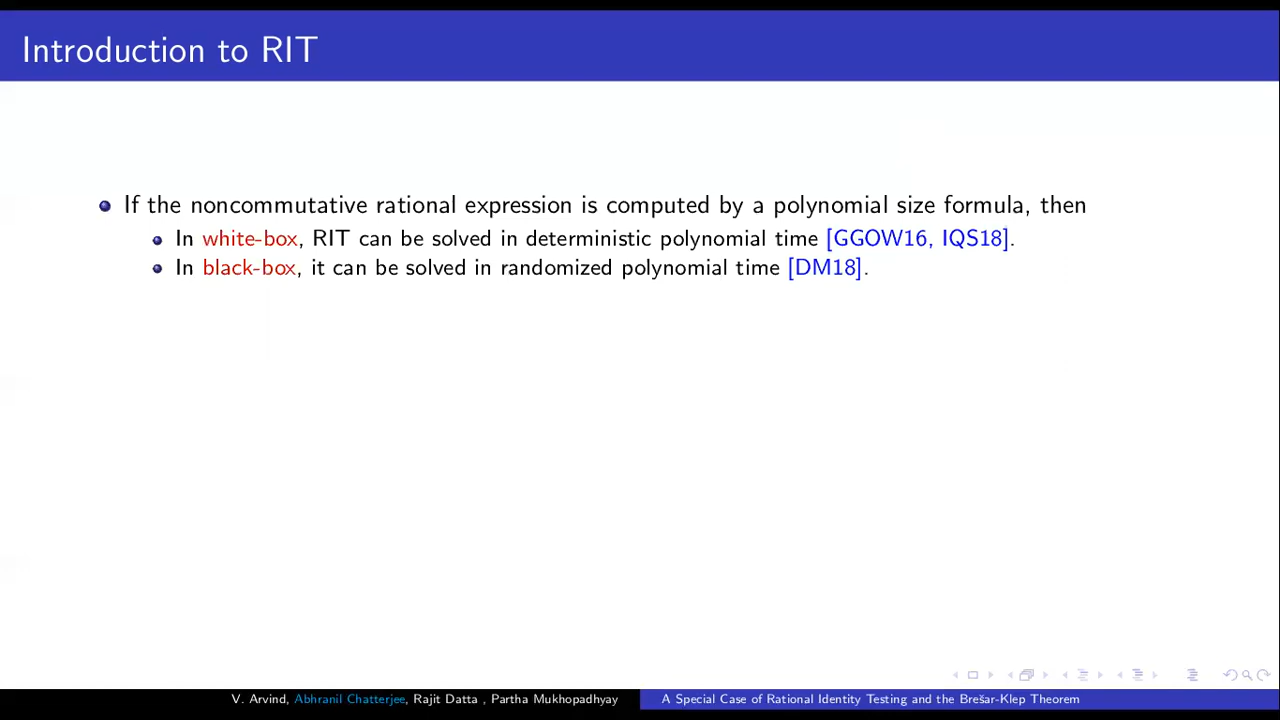 Introduction to RIT
If the noncommutative rational expression is computed by a polynomial size formula, then
In white-box, RIT can be solved in deterministic polynomial time [GGOW16, IQS18].
In black-box, it can be solved in randomized polynomial time [DM18].
V. Arvind, Abhranil Chatterjee, Rajit Datta , Partha Mukhopadhyay
A Special Case of Rational Identity Testing and the Brešar-Klep Theorem